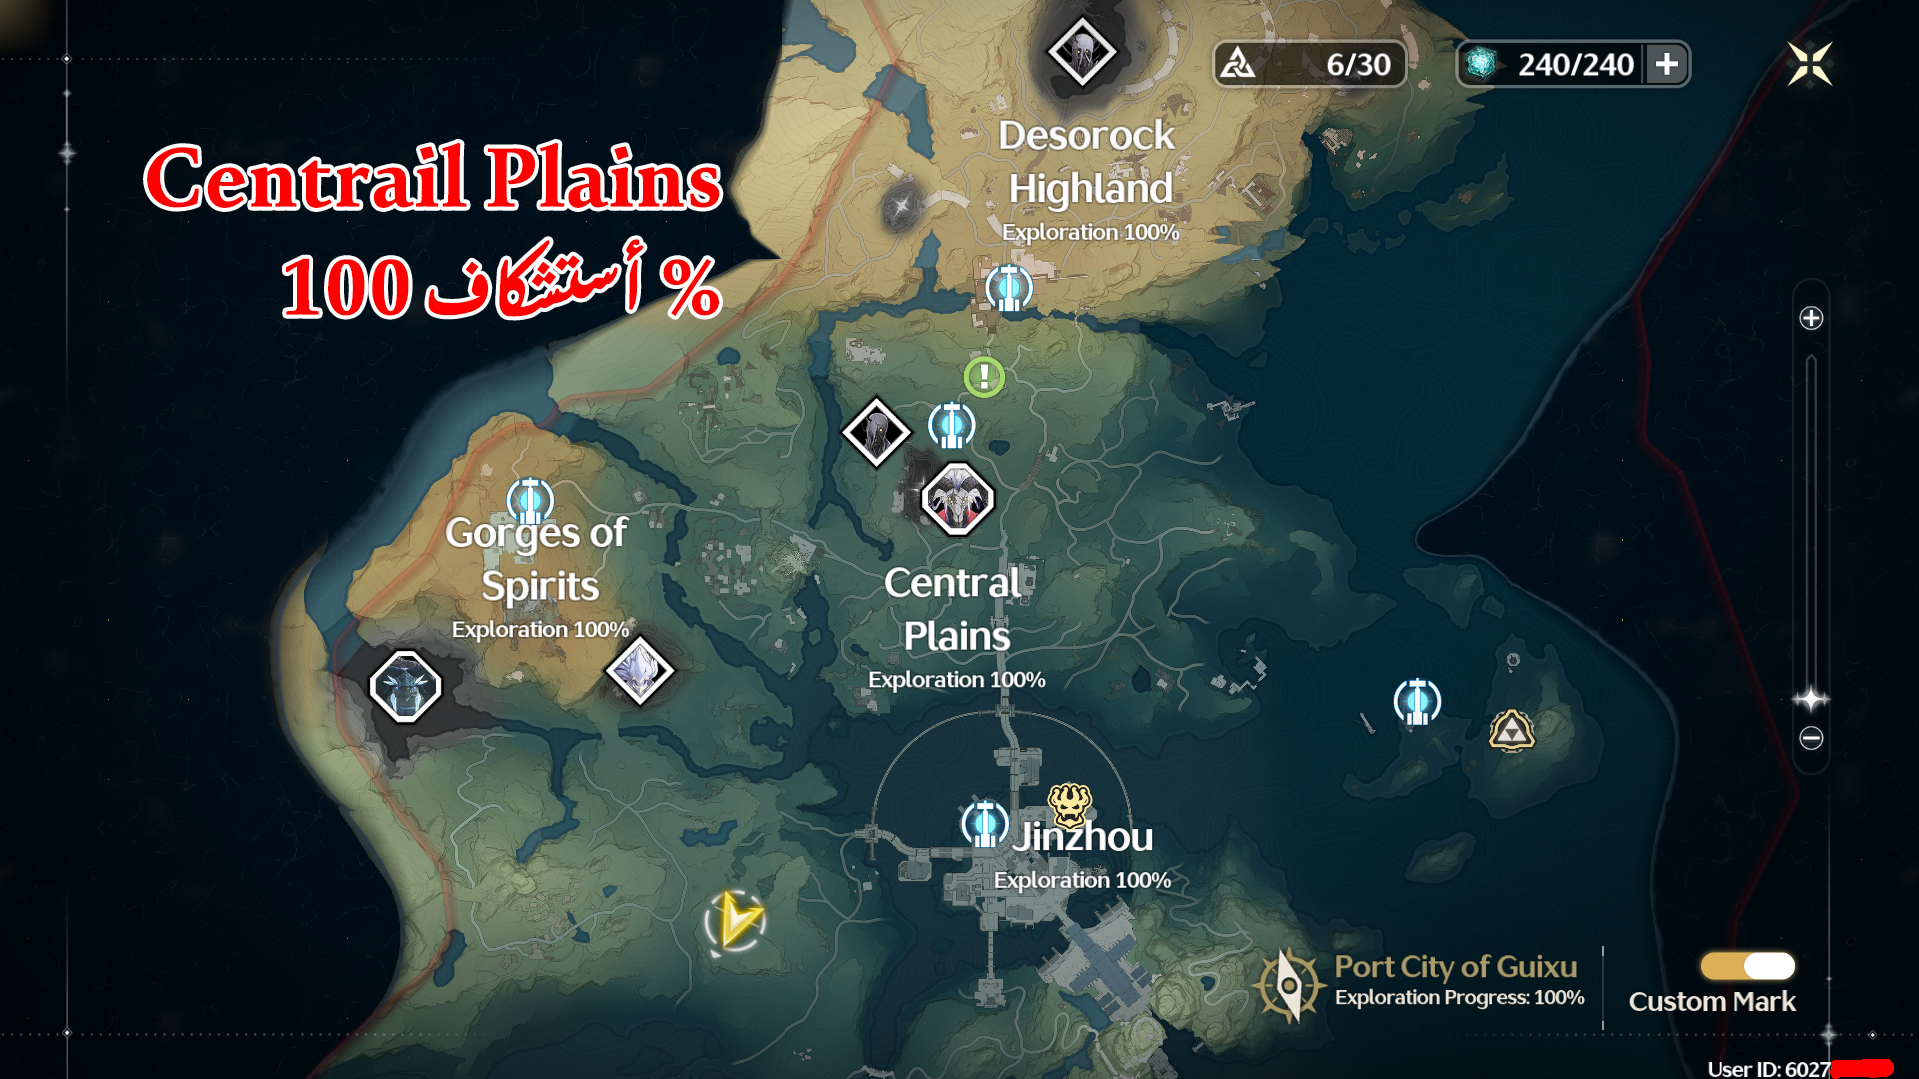 6/30
240/240
Centrail Plains
أستشكاف 100 %
Desorock
Highland
Exploration 100%
Gorges of
Spirits
Exploration 100%
Central
Plains
Exploration 100%
Jinzhou
Exploration 100%
Port City of Guixu
Exploration Progress: 100%
Custom Mark
User ID: 6027